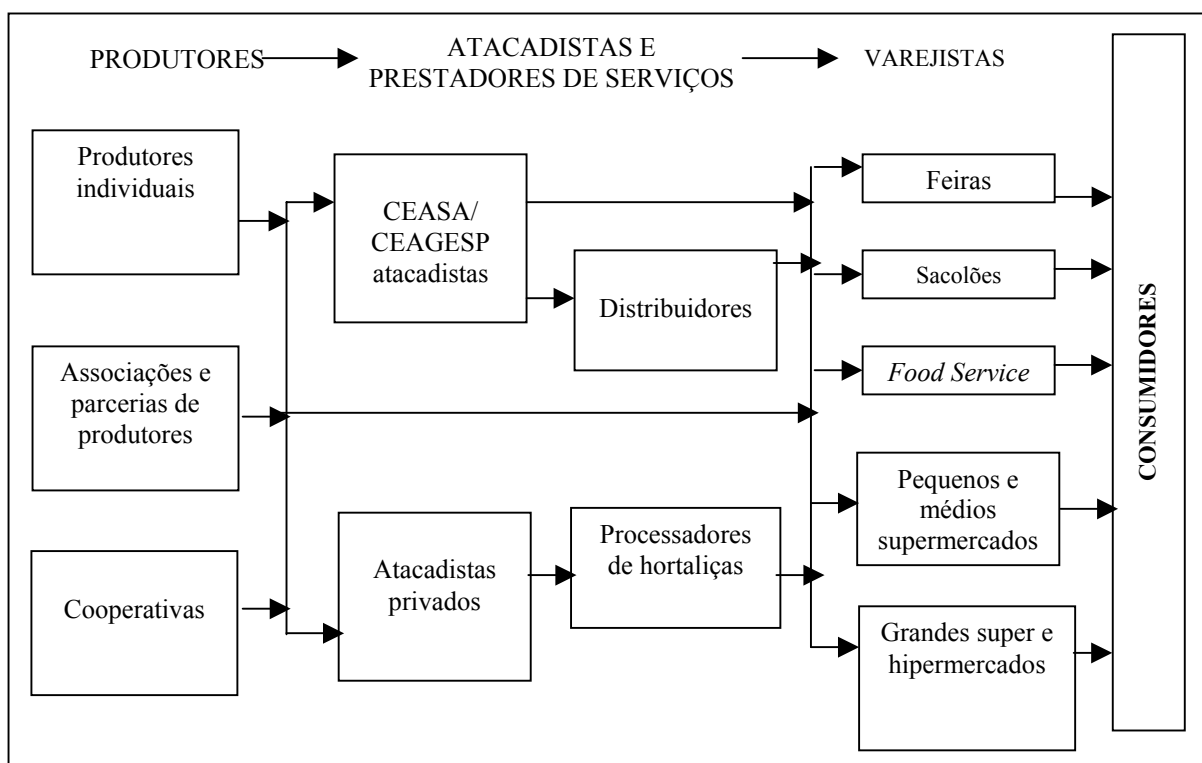 PRODUTORES
ATACADISTAS E
PRESTADORES DE SERVIÇOS
VAREJISTAS
Produtores
individuais
Associações e
parcerias de
produtores
Cooperativas
CEASA/
CEAGESP
atacadistas
Distribuidores
Atacadistas
privados
Processadores
de hortaliças
Feiras
Sacolões
Food Service
Pequenos e
médios
supermercados
Grandes super e
hipermercados
CONSUMIDORES